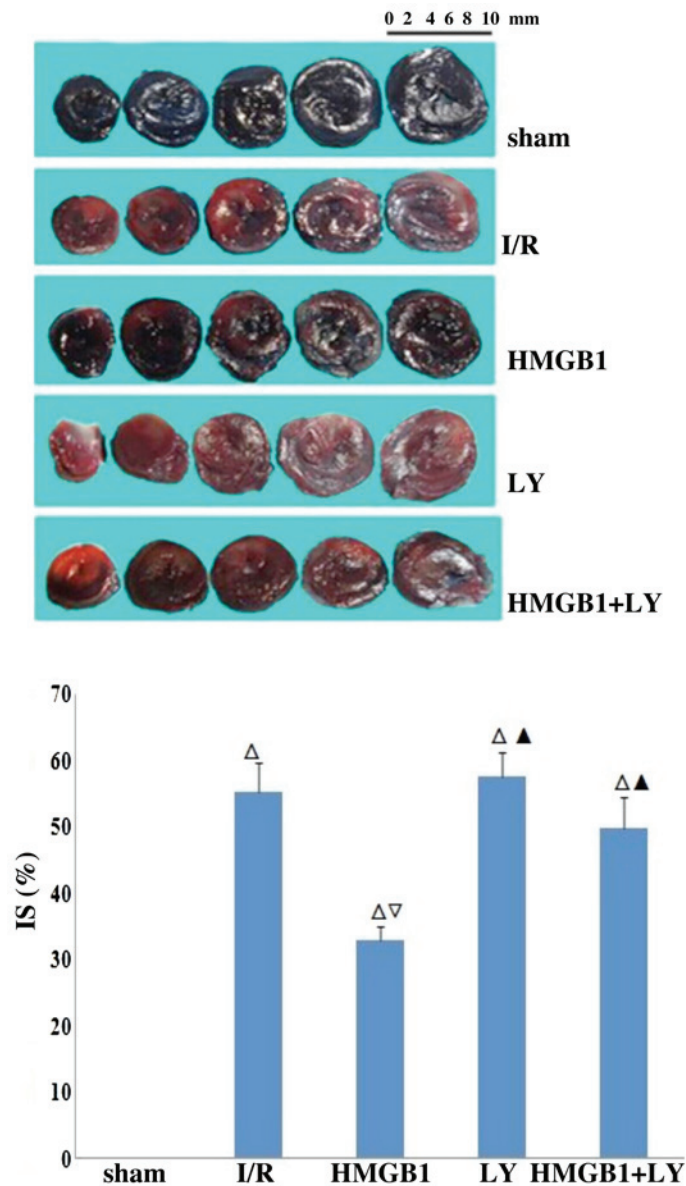 0 2 4 6 8 10 mm
sham
I/R
HMGB1
LY
HMGB1+LY
70
60
50
40
30
20
10
0
IS (%)
△
△▽
△ ▲
△▲
sham I/R HMGB1 LY HMGB1+LY